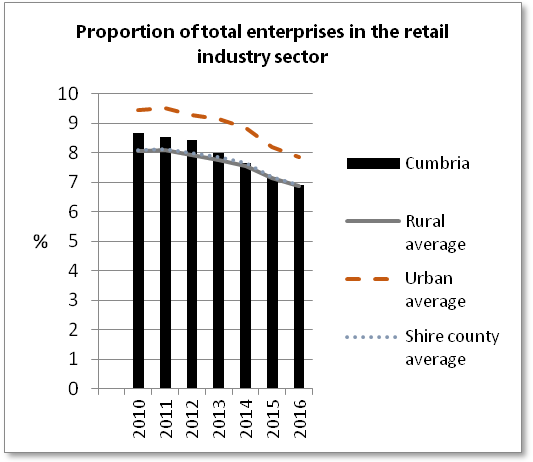 Proportion of total enterprises in the retail
industry sector
10
9
8
7
6
5
4
3
2
1
0
%
2010
2011
2012
2013
2014
2015
2016
Cumbria
Rural
average
Urban
average
Shire county
average